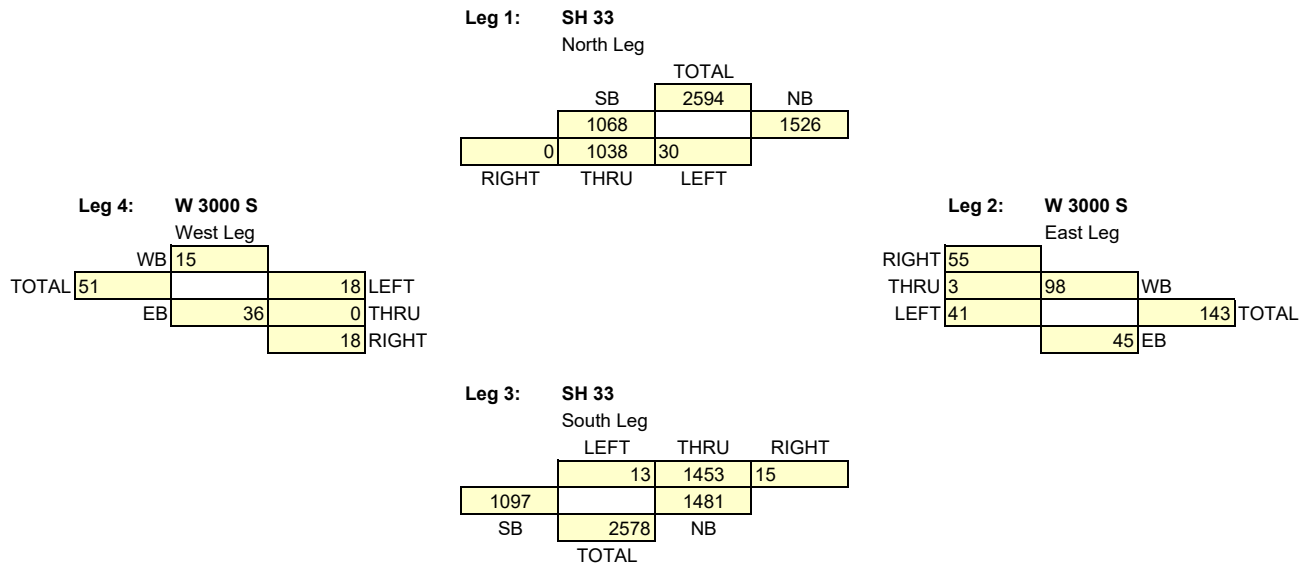 Leg 1: SH 33
North Leg
TOTAL
SB 2594 NB
1068 1526
0 1038 30
RIGHT THRU LEFT
Leg 4: W 3000 S
West Leg
WB 15
TOTAL 51 18 LEFT
EB 36 0 THRU
18 RIGHT
Leg 2: W 3000 S
East Leg
RIGHT 55
THRU 3 98 WB
LEFT 41 143 TOTAL
45 EB
Leg 3: SH 33
South Leg
LEFT THRU RIGHT
13 1453 15
1097 1481
SB 2578 NB
TOTAL